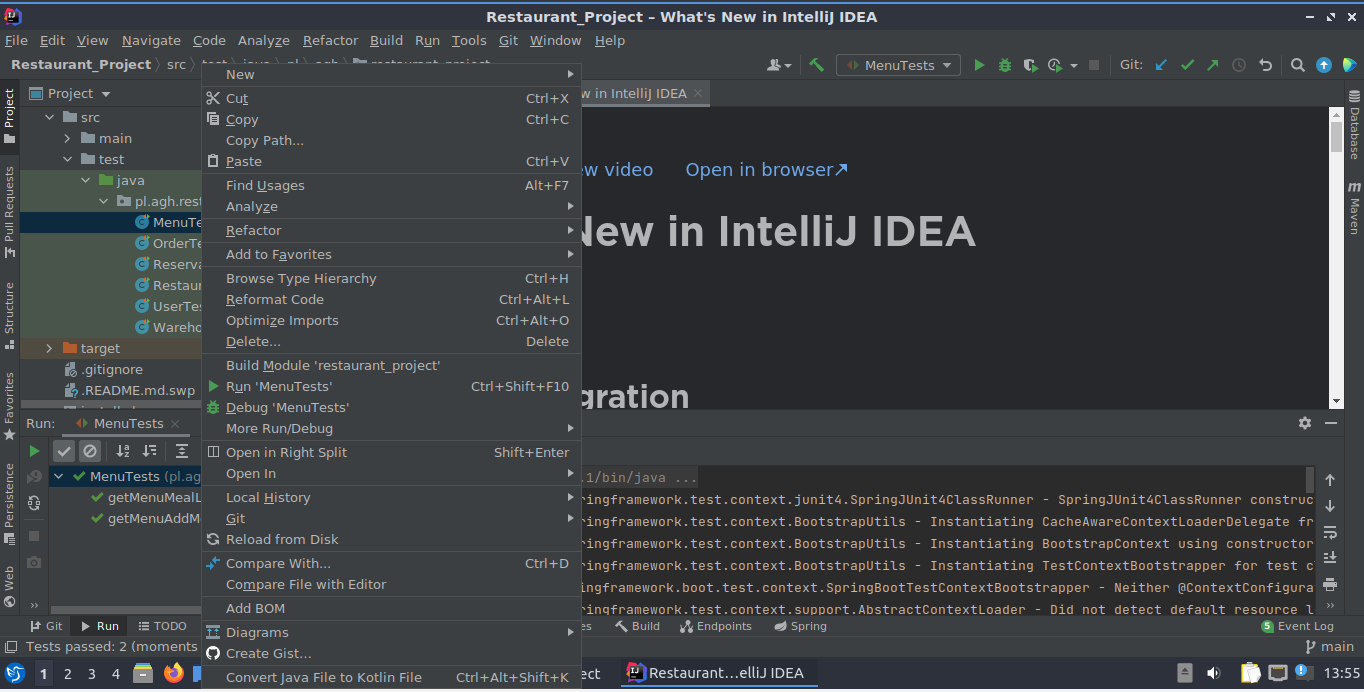 Restaurant_Project – What's New in IntelliJ IDEA
File Edit View Navigate Code Analyze Refactor Build Run Tools Git Window Help
Restaurant_Project src
MenuTests
Git:
Project
w in IntelliJ IDEA
Project
Pull Requests
Structure
Favorites
Persistence
Web
src
main
test
java
pl.agh.rest
MenuTe
OrderTe
Reserva
Restaur
UserTes
Wareho
target
.gitignore
.README.md.swp
New
Cut Ctrl+X
Copy Ctrl+C
Copy Path...
Paste Ctrl+V
Find Usages Alt+F7
Analyze
Refactor
Add to Favorites
Browse Type Hierarchy Ctrl+H
Reformat Code Ctrl+Alt+L
Optimize Imports Ctrl+Alt+O
Delete... Delete
Build Module 'restaurant_project'
Run 'MenuTests' Ctrl+Shift+F10
Debug 'MenuTests'
More Run/Debug
Open in Right Split Shift+Enter
Open In
Local History
Git
Reload from Disk
Compare With... Ctrl+D
Compare File with Editor
Add BOM
Diagrams
Create Gist...
Convert Java File to Kotlin File Ctrl+Alt+Shift+K
ew video Open in browser↗
New in IntelliJ IDEA
gration
Database
m Maven
Run: MenuTests
MenuTests (pl.ag
getMenuMealL
getMenuAddMe
.1/bin/java ...
ringframework.test.context.junit4.SpringJUnit4ClassRunner - SpringJUnit4ClassRunner construc
ringframework.test.context.BootstrapUtils - Instantiating CacheAwareContextLoaderDelegate fr
ringframework.test.context.BootstrapUtils - Instantiating BootstrapContext using constructor
ringframework.test.context.BootstrapUtils - Instantiating TestContextBootstrapper for test c
ingframework.boot.test.context.SpringBootTestContextBootstrapper - Neither @ContextConfigura
ringframework.test.context.support.AbstractContextLoader - Did not detect default resource l
Git Run TODO
es Build Endpoints Spring 5 Event Log
Tests passed: 2 (moments
main
1 2 3 4
ect
Restaurant...elliJ IDEA
13:55